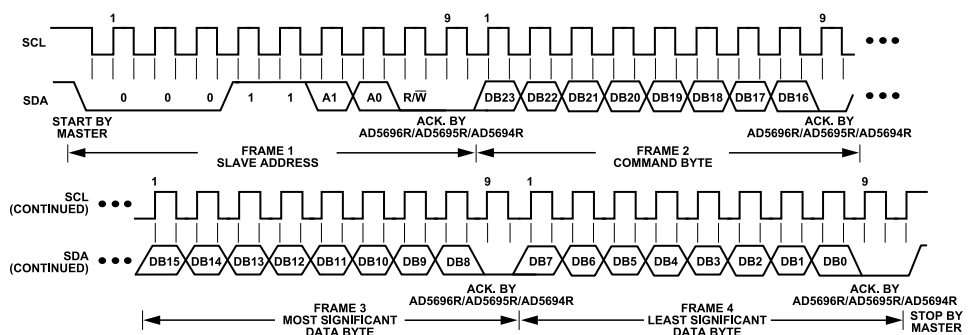 1 9 1 9
SCL
SDA 0 0 0 1 1 A1 A0 R/W̅ DB23 DB22 DB21 DB20 DB19 DB18 DB17 DB16
START BY
MASTER
ACK. BY
AD5696R/AD5695R/AD5694R
ACK. BY
AD5696R/AD5695R/AD5694R
FRAME 1
SLAVE ADDRESS
FRAME 2
COMMAND BYTE
1 9 1 9
SCL
(CONTINUED)
SDA
(CONTINUED)
DB15 DB14 DB13 DB12 DB11 DB10 DB9 DB8 DB7 DB6 DB5 DB4 DB3 DB2 DB1 DB0
ACK. BY
AD5696R/AD5695R/AD5694R
ACK. BY
AD5696R/AD5695R/AD5694R
STOP BY
MASTER
FRAME 3
MOST SIGNIFICANT
DATA BYTE
FRAME 4
LEAST SIGNIFICANT
DATA BYTE